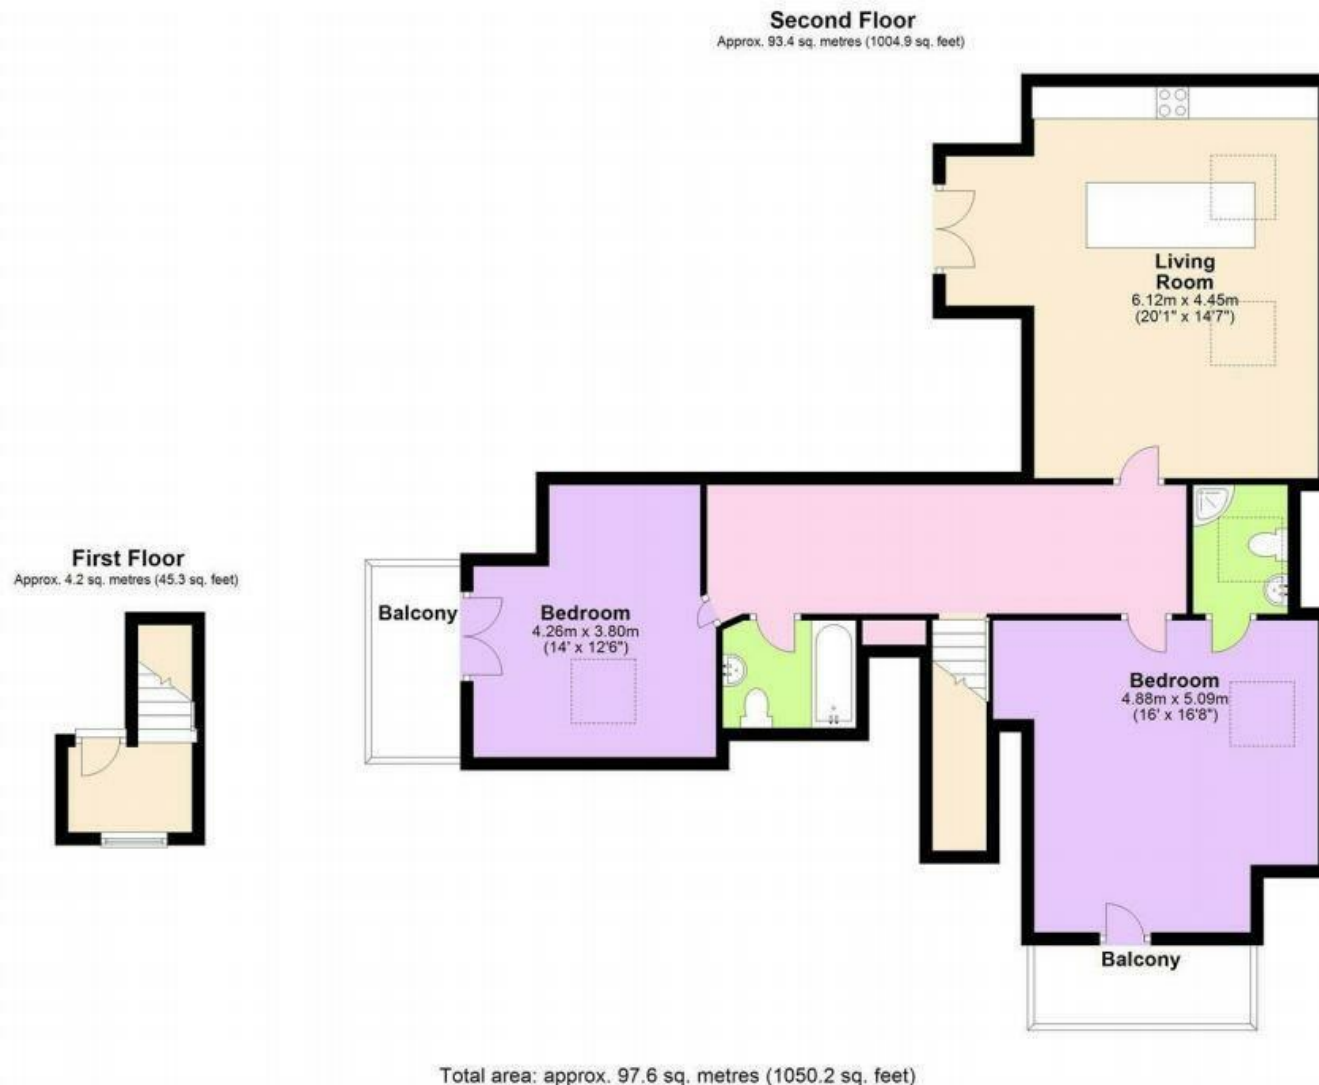 Second Floor
Approx. 93.4 sq. metres (1004.9 sq. feet)
Living
Room
6.12m x 4.45m
(20'1" x 14'7")
First Floor
Approx. 4.2 sq. metres (45.3 sq. feet)
Balcony
Bedroom
4.26m x 3.80m
(14' x 12'6")
Bedroom
4.88m x 5.09m
(16' x 16'8")
Balcony
Total area: approx. 97.6 sq. metres (1050.2 sq. feet)